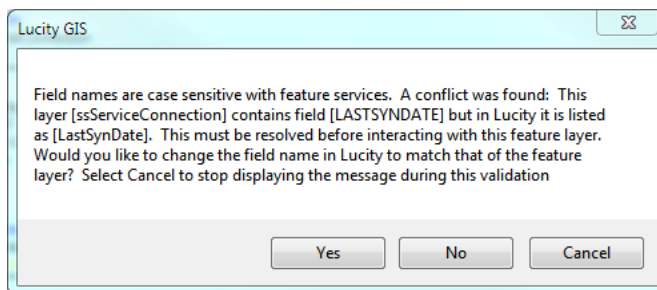 Lucity GIS
Field names are case sensitive with feature services.  A conflict was found:  This
layer [ssServiceConnection] contains field [LASTSYNDATE] but in Lucity it is listed
as [LastSynDate].  This must be resolved before interacting with this feature layer.
Would you like to change the field name in Lucity to match that of the feature
layer?  Select Cancel to stop displaying the message during this validation
Yes
No
Cancel